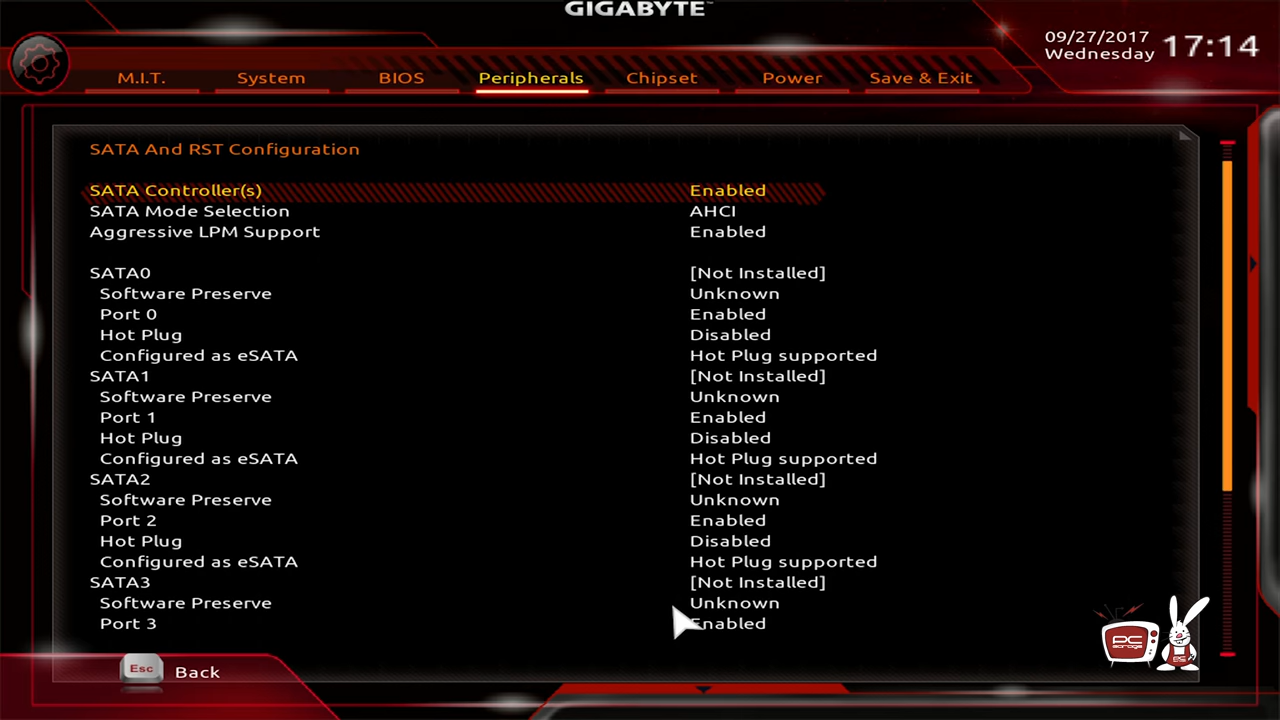 GIGABYTE™
09/27/2017
Wednesday
17:14
M.I.T. System BIOS Peripherals Chipset Power Save & Exit
SATA And RST Configuration
SATA Controller(s) Enabled
SATA Mode Selection AHCI
Aggressive LPM Support Enabled
SATA0 [Not Installed]
Software Preserve Unknown
Port 0 Enabled
Hot Plug Disabled
Configured as eSATA Hot Plug supported
SATA1 [Not Installed]
Software Preserve Unknown
Port 1 Enabled
Hot Plug Disabled
Configured as eSATA Hot Plug supported
SATA2 [Not Installed]
Software Preserve Unknown
Port 2 Enabled
Hot Plug Disabled
Configured as eSATA Hot Plug supported
SATA3 [Not Installed]
Software Preserve Unknown
Port 3 Enabled
PC
garage
Esc Back